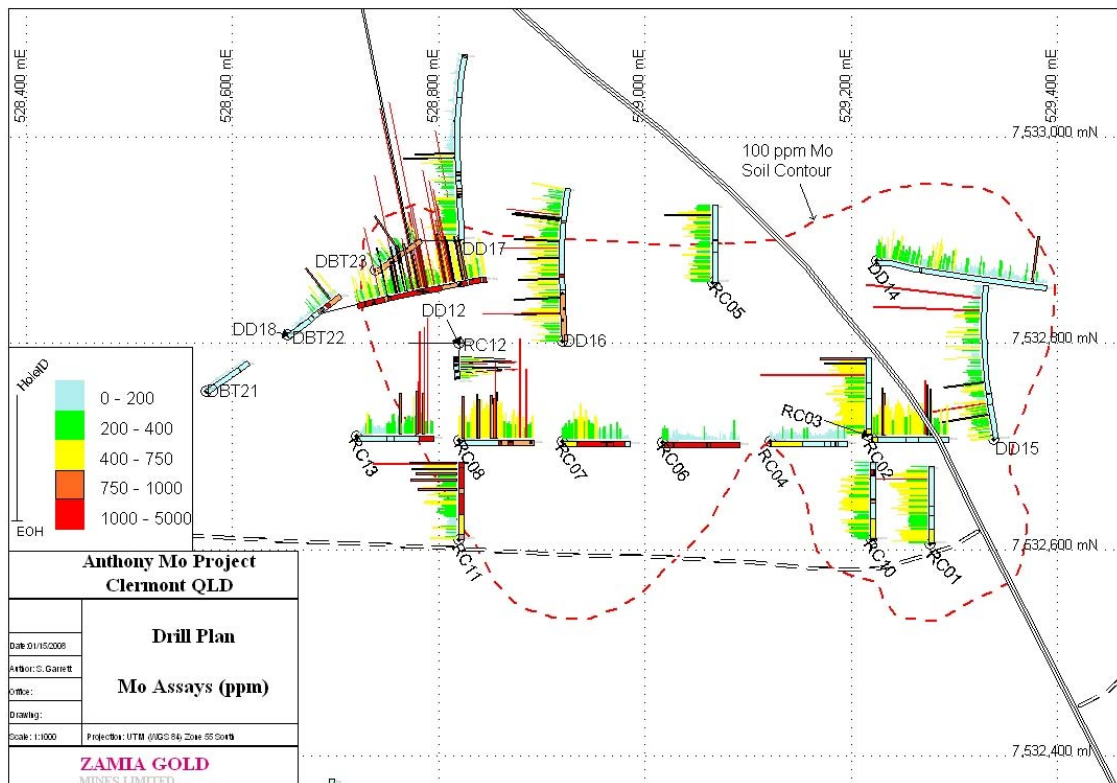 528,400 mE
528,600 mE
528,800 mE
529,000 mE
529,200 mE
529,400 mE
7,533,000 mN
100 ppm Mo
Soil Contour
DBT23
DD17
DD14
RC05
DD18
DBT22
DD12
RC12
DD16
7,532,800 mN
DBT21
RC03
RC13
RC08
RC07
RC06
RC04
RC02
DD15
RC11
RC10
RC01
7,532,600 mN
7,532,400 mN
HoleID
0 - 200
200 - 400
400 - 750
750 - 1000
1000 - 5000
EOH
Anthony Mo Project
Clermont QLD
Drill Plan
Mo Assays (ppm)
Date:01/15/2008
Author: S. Garrett
Office:
Drawing:
Scale: 1:1000
Projection: UTM (WGS 84) Zone 55 South
ZAMIA GOLD
MINES LIMITED